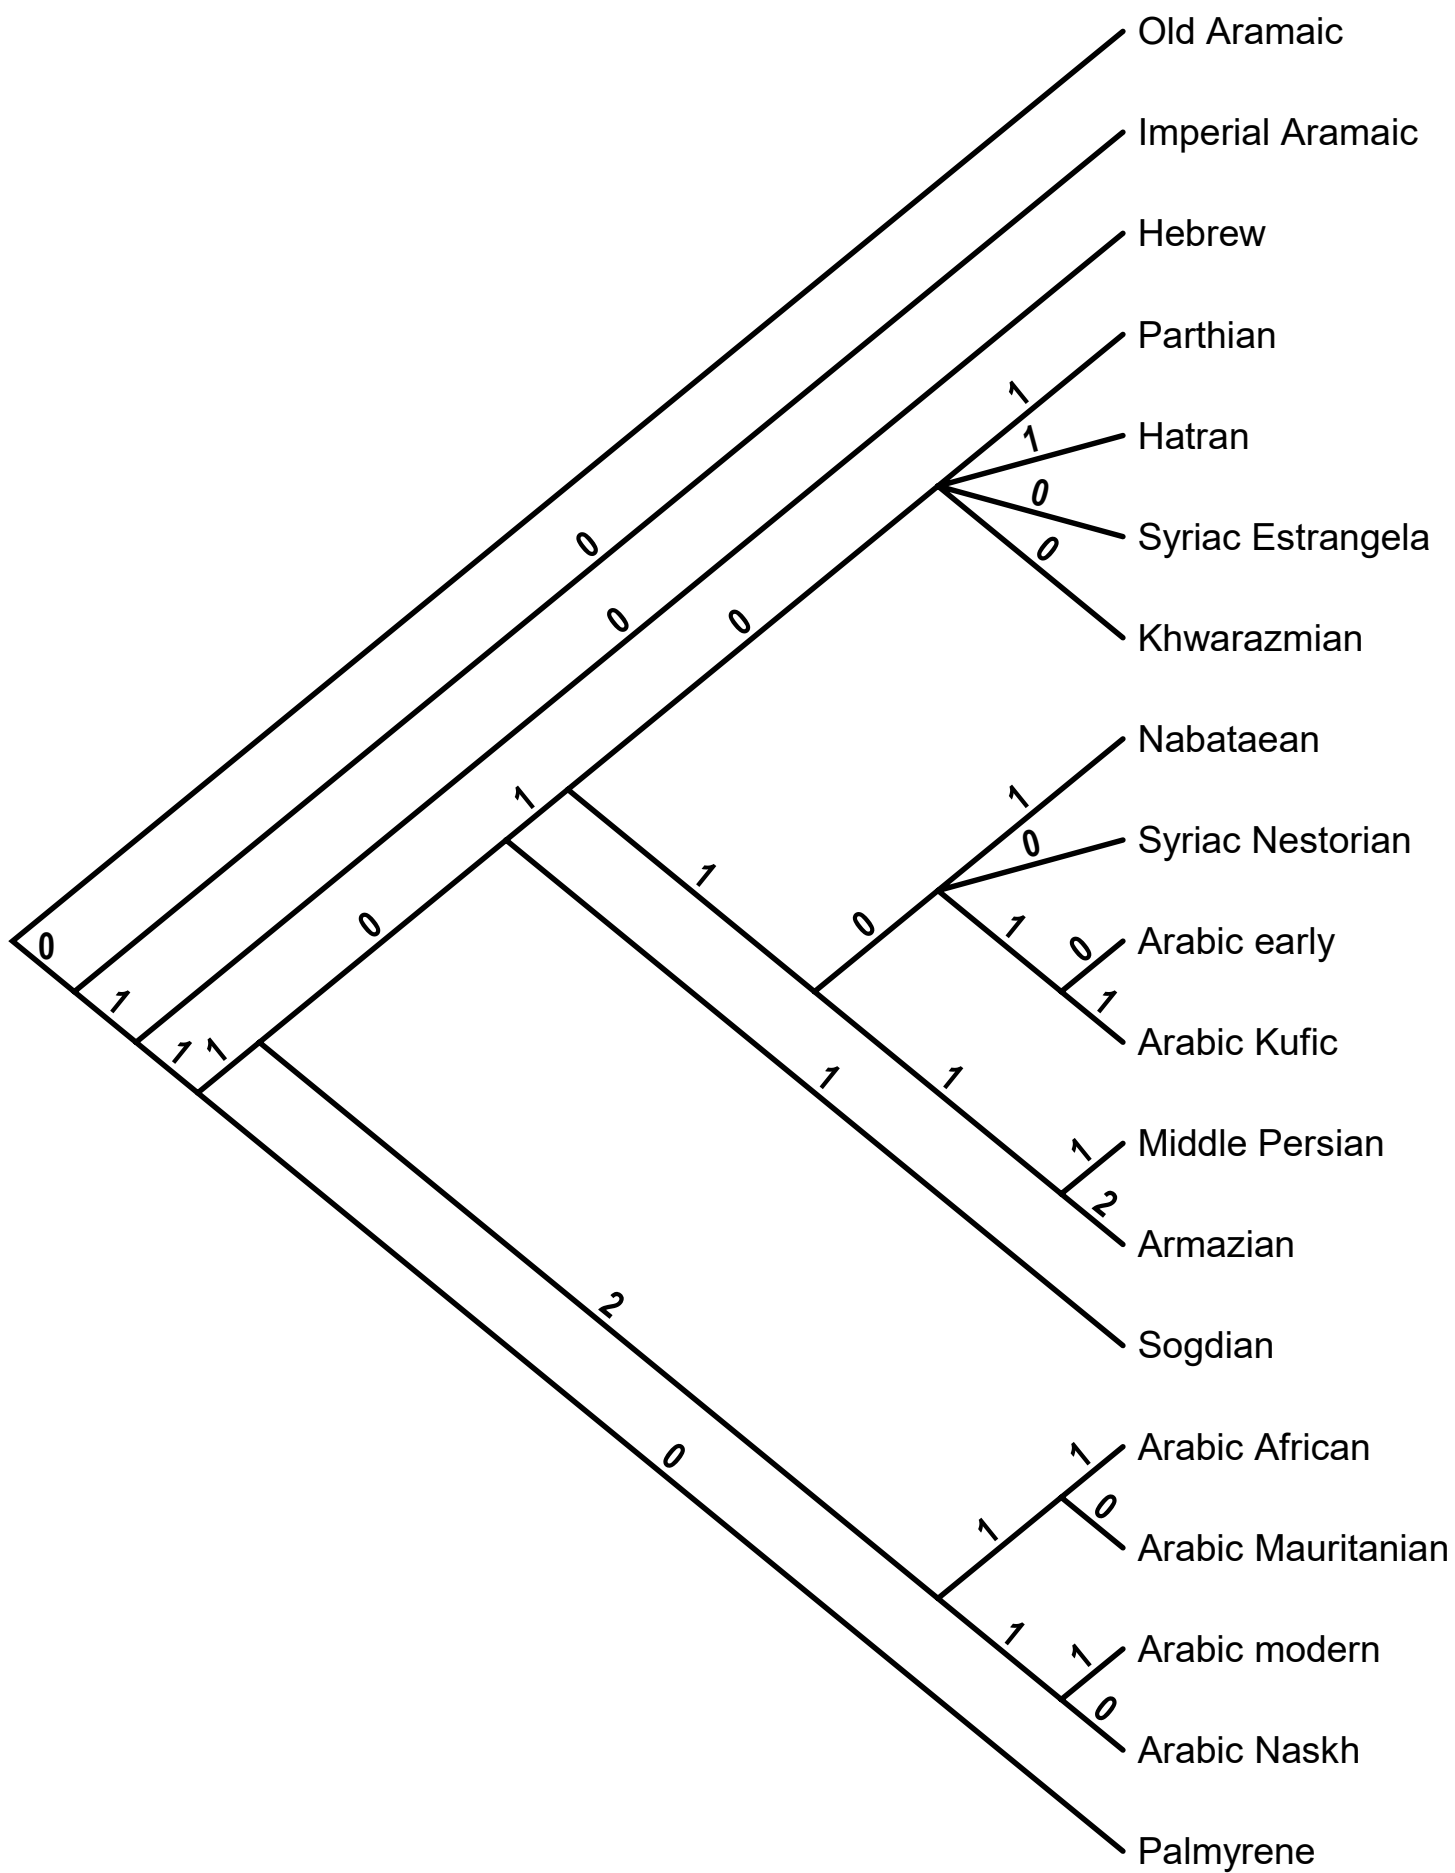 Old Aramaic
Imperial Aramaic
Hebrew
Parthian
1
Hatran
1
0
Syriac Estrangela
0
0
Khwarazmian
0
0
Nabataean
1
1
Syriac Nestorian
0
1
0
0
1
Arabic early
0
0
1
Arabic Kufic
1
1
1
1
1
Middle Persian
1
2
Armazian
2
Sogdian
Arabic African
1
0
0
1
Arabic Mauritanian
1
Arabic modern
1
0
Arabic Naskh
Palmyrene